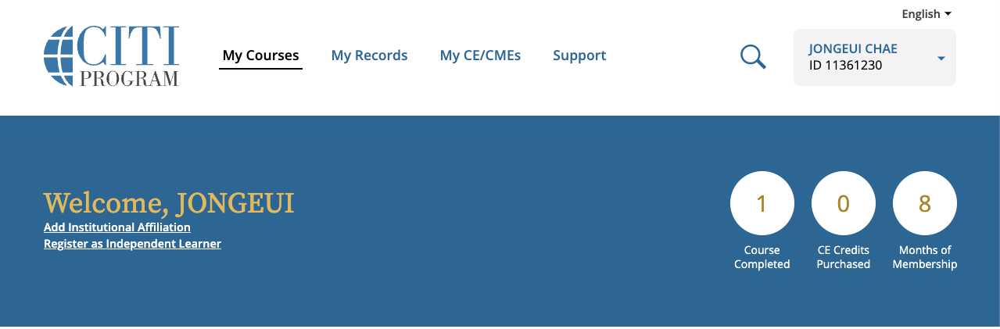 English
CITI
PROGRAM
My Courses
My Records
My CE/CMEs
Support
JONGEUI CHAE
ID 11361230
Welcome, JONGEUI
Add Institutional Affiliation
Register as Independent Learner
1
Course
Completed
0
CE Credits
Purchased
8
Months of
Membership